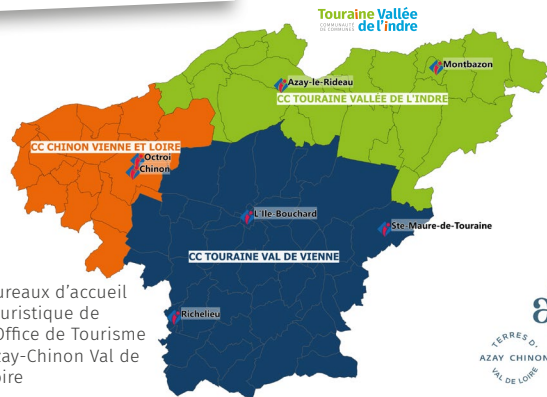 Touraine Vallée
COMMUNAUTÉ
DE COMMUNES
de l'indre
Montbazon
Azay-le-Rideau
CC TOURAINE VALLÉE DE L'INDRE
CC CHINON VIENNE ET LOIRE
Octroi
Chinon
L'Ile-Bouchard
Ste-Maure-de-Touraine
CC TOURAINE VAL DE VIENNE
Richelieu
ureaux d'accueil
uristique de
Office de Tourisme
zay-Chinon Val de
oire
a
TERRES D'
AZAY CHINON
VAL DE LOIRE